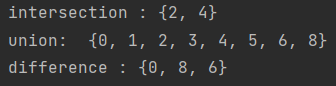 intersection : {2, 4}
union:  {0, 1, 2, 3, 4, 5, 6, 8}
difference : {0, 8, 6}